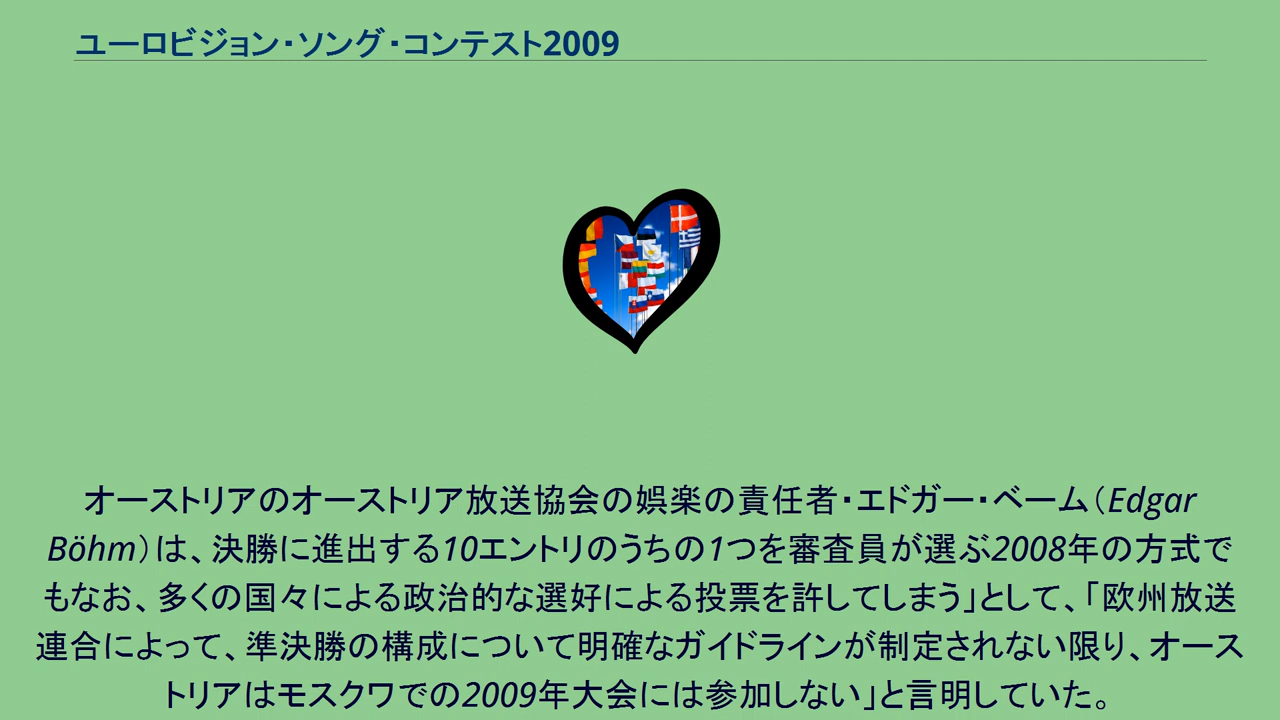 ユーロビジョン・ソング・コンテスト2009
オーストリアのオーストリア放送協会の娯楽の責任者・エドガー・ベーム（Edgar
Böhm）は、決勝に進出する10エントリのうちの1つを審査員が選ぶ2008年の方式で
もなお、多くの国々による政治的な選好による投票を許してしまう」として、「欧州放送
連合によって、準決勝の構成について明確なガイドラインが制定されない限り、オース
トリアはモスクワでの2009年大会には参加しない」と言明していた。